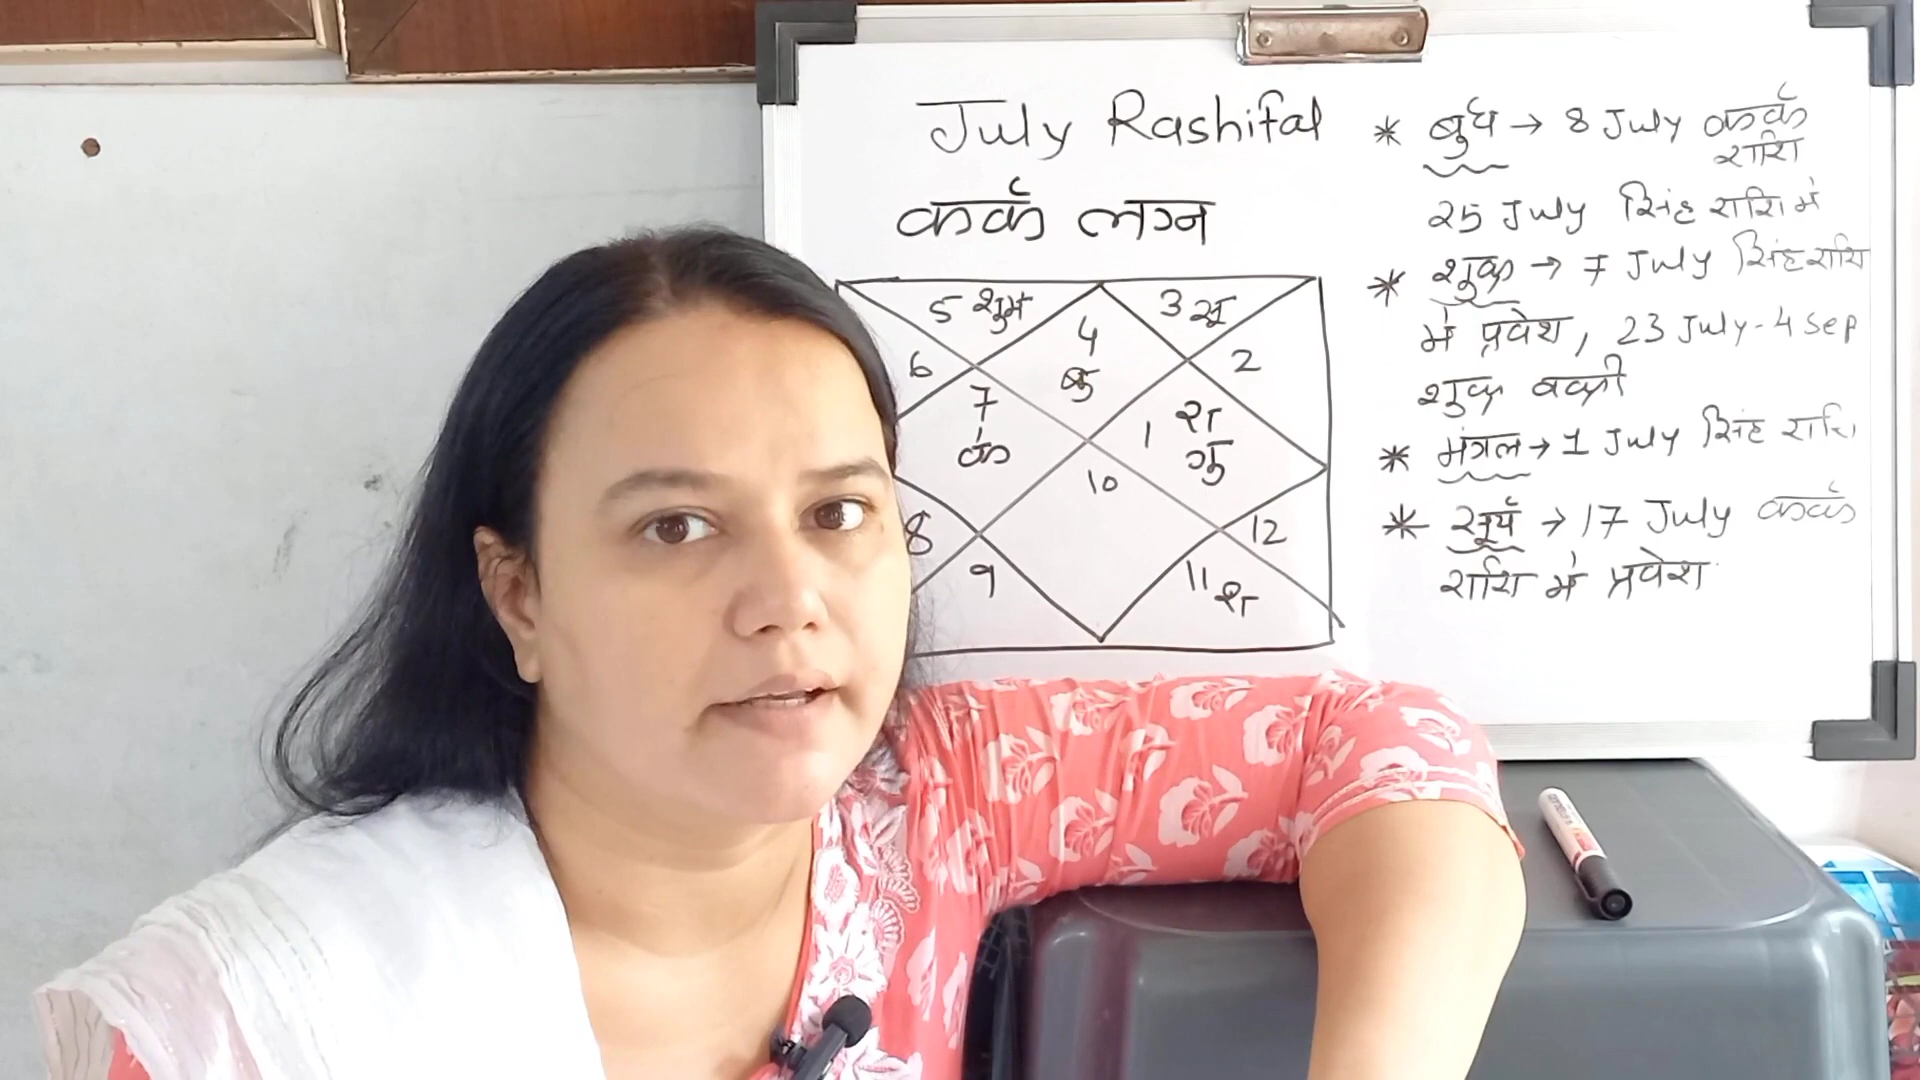 July Rashifal
कर्क लग्न
5 शु मं
3 सू
4
बु
6
2
7
के
1 रा
गु
10
8
12
9
11 श
* बुध → 8 July कर्क
राशि
25 July सिंह राशि में
* शुक्र → 7 July सिंह राशि
में प्रवेश, 23 July - 4 Sep
शुक्र वक्री
* मंगल → 1 July सिंह राशि
* सूर्य → 17 July कर्क
राशि में प्रवेश